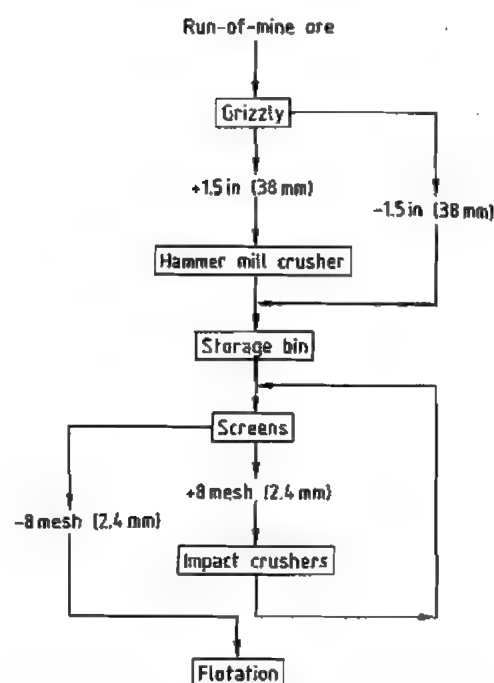 Run-of-mine ore
Grizzly
+1.5 in (38 mm)
-1.5 in (38 mm)
Hammer mill crusher
Storage bin
Screens
+8 mesh (2.4 mm)
-8 mesh (2.4 mm)
Impact crushers
Flotation